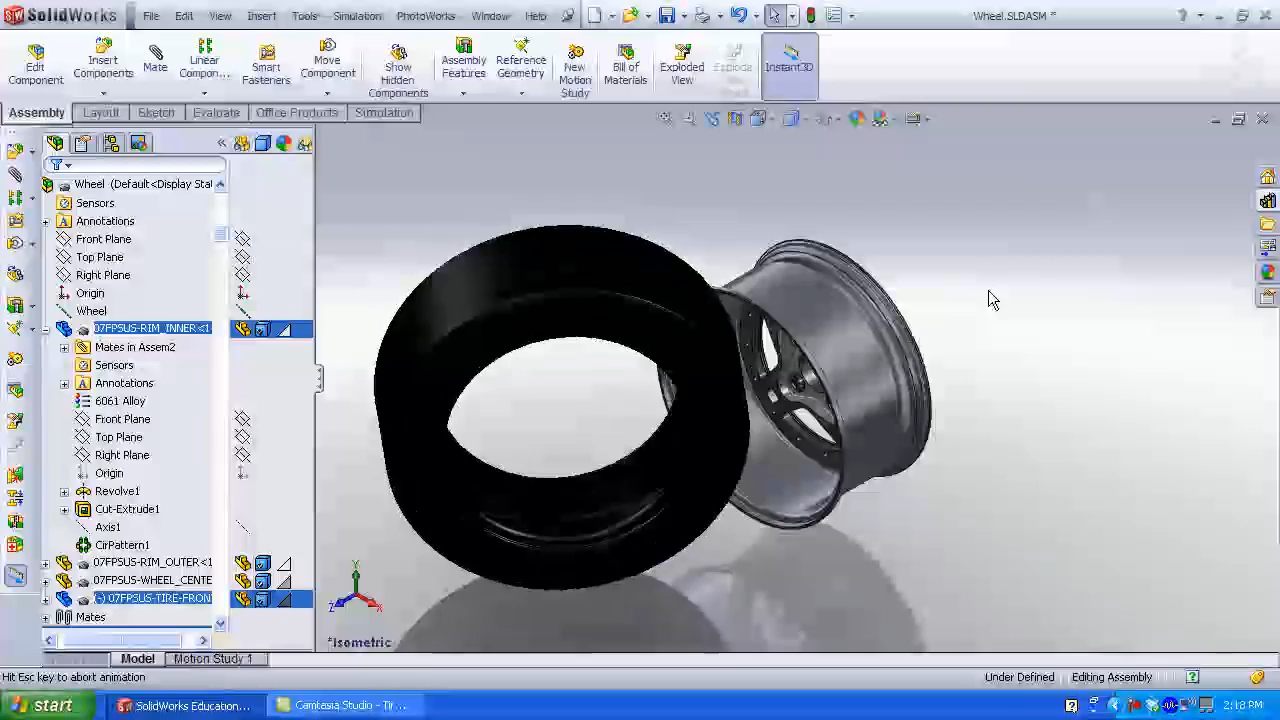 SolidWorks File Edit View Insert Tools Simulation PhotoWorks Window Help Wheel.SLDASM *
Edit Component
Insert Components
Mate
Linear Compon...
Smart Fasteners
Move Component
Show Hidden Components
Assembly Features
Reference Geometry
New Motion Study
Bill of Materials
Exploded View
Instant3D
Assembly Layout Sketch Evaluate Office Products Simulation
Wheel (Default<Display Stal
Sensors
Annotations
Front Plane
Top Plane
Right Plane
Origin
Wheel
07FPSUS-RIM_INNER<1
Mates in Assem2
Sensors
Annotations
6061 Alloy
Front Plane
Top Plane
Right Plane
Origin
Revolve1
Cut-Extrude1
Axis1
CirPattern1
07FPSUS-RIM_OUTER<1
07FPSUS-WHEEL_CENTE
(-) 07FPSUS-TIRE-FRON
Mates
Y
Z
X
*Isometric
Model Motion Study 1
Hit Esc key to abort animation Under Defined Editing Assembly
start SolidWorks Education... Camtasia Studio - Tir ... 2:18 PM